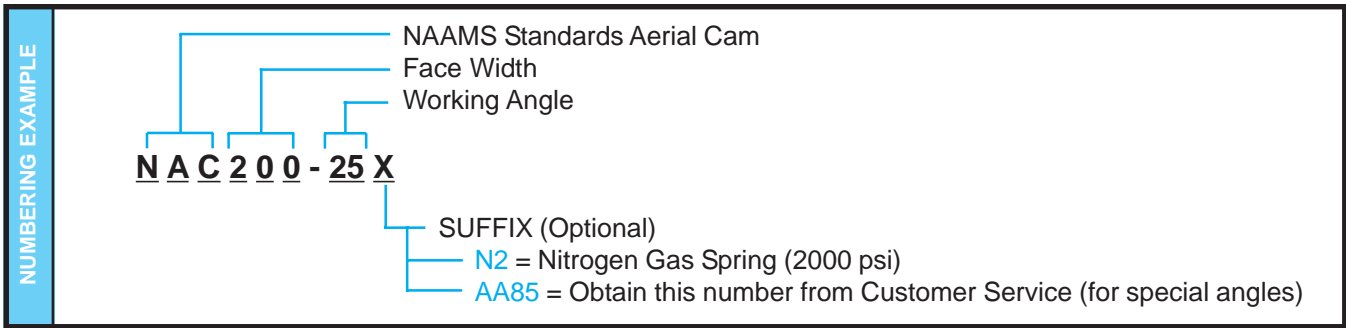 NUMBERING EXAMPLE
NAAMS Standards Aerial Cam
Face Width
Working Angle
N A C 2 0 0 - 25 X
SUFFIX (Optional)
N2 = Nitrogen Gas Spring (2000 psi)
AA85 = Obtain this number from Customer Service (for special angles)